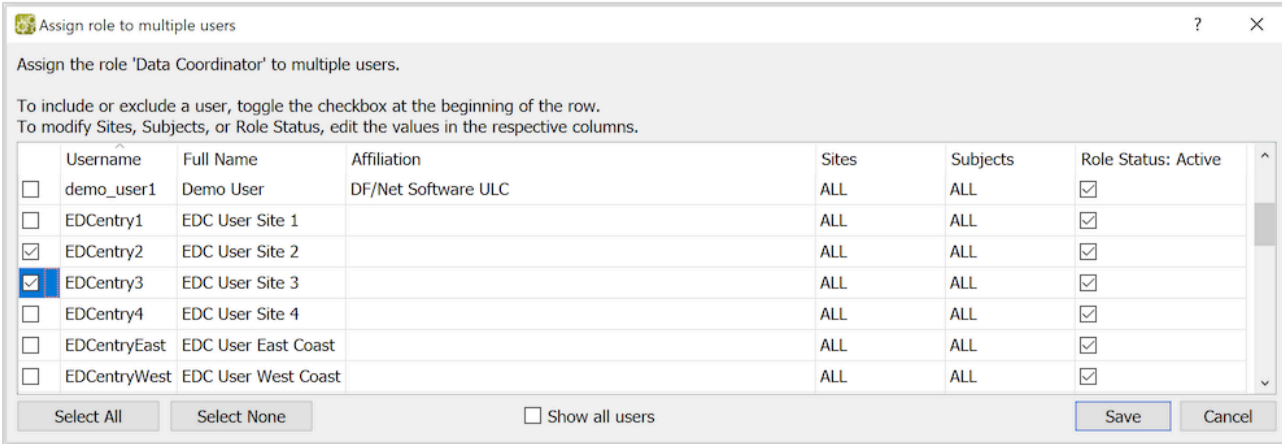 Assign role to multiple users ? ✕
Assign the role 'Data Coordinator' to multiple users.
To include or exclude a user, toggle the checkbox at the beginning of the row.
To modify Sites, Subjects, or Role Status, edit the values in the respective columns.
Username Full Name Affiliation Sites Subjects Role Status: Active
demo_user1 Demo User DF/Net Software ULC ALL ALL
EDCentry1 EDC User Site 1 ALL ALL
EDCentry2 EDC User Site 2 ALL ALL
EDCentry3 EDC User Site 3 ALL ALL
EDCentry4 EDC User Site 4 ALL ALL
EDCentryEast EDC User East Coast ALL ALL
EDCentryWest EDC User West Coast ALL ALL
Select All Select None Show all users Save Cancel